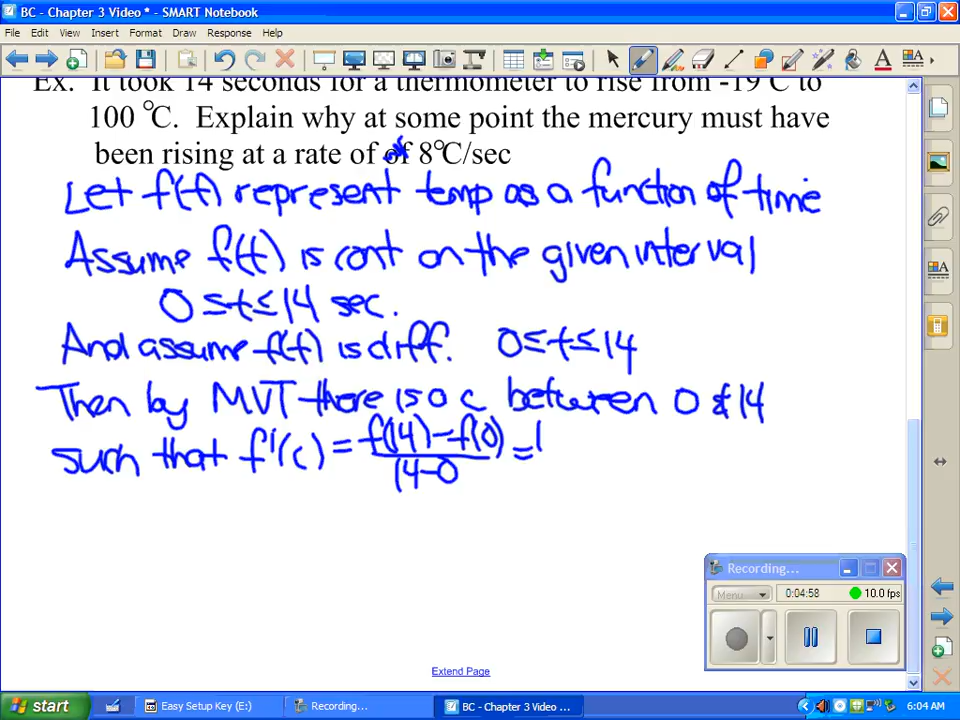 BC - Chapter 3 Video * - SMART Notebook
File Edit View Insert Format Draw Response Help
Ex. It took 14 seconds for a thermometer to rise from -19°C to
100 °C. Explain why at some point the mercury must have
been rising at a rate of of 8°C/sec
Let f(t) represent temp as a function of time
Assume f(t) is cont on the given interval
0 ≤ t ≤ 14 sec.
And assume f(t) is diff. 0 ≤ t ≤ 14
Then by MVT there is a c between 0 & 14
such that f'(c) = f(14) - f(0) / 14 - 0 = 1
Recording...
Menu 0:04:58 10.0 fps
Extend Page
start Easy Setup Key (E:) Recording... BC - Chapter 3 Video ... 6:04 AM